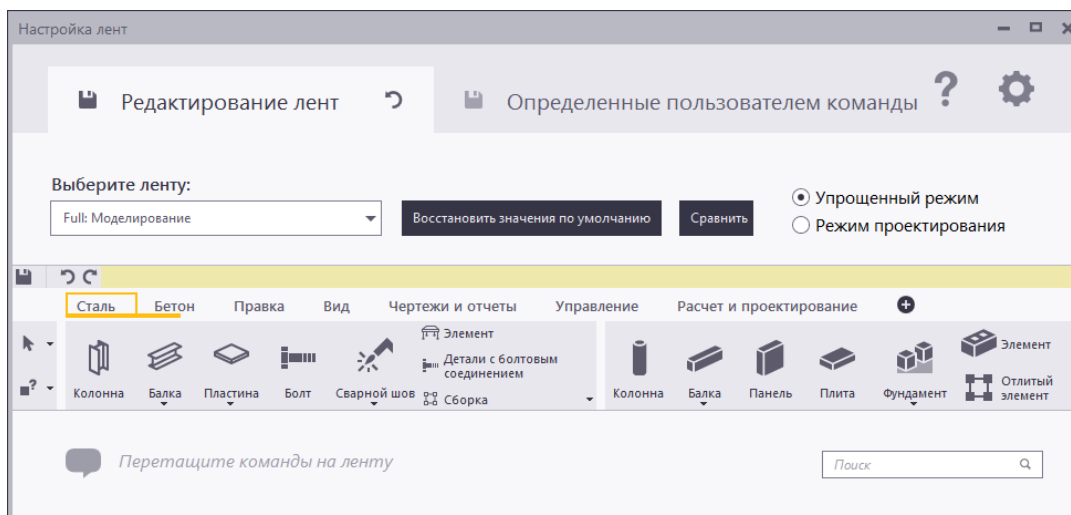 Настройка лент
Редактирование лент
Определенные пользователем команды
?
Выберите ленту:
Full: Моделирование
Восстановить значения по умолчанию
Сравнить
Упрощенный режим
Режим проектирования
Сталь
Бетон
Правка
Вид
Чертежи и отчеты
Управление
Расчет и проектирование
Колонна
Балка
Пластина
Болт
Сварной шов
Элемент
Детали с болтовым
соединением
Сборка
Колонна
Балка
Панель
Плита
Фундамент
Элемент
Отлитый
элемент
Перетащите команды на ленту
Поиск